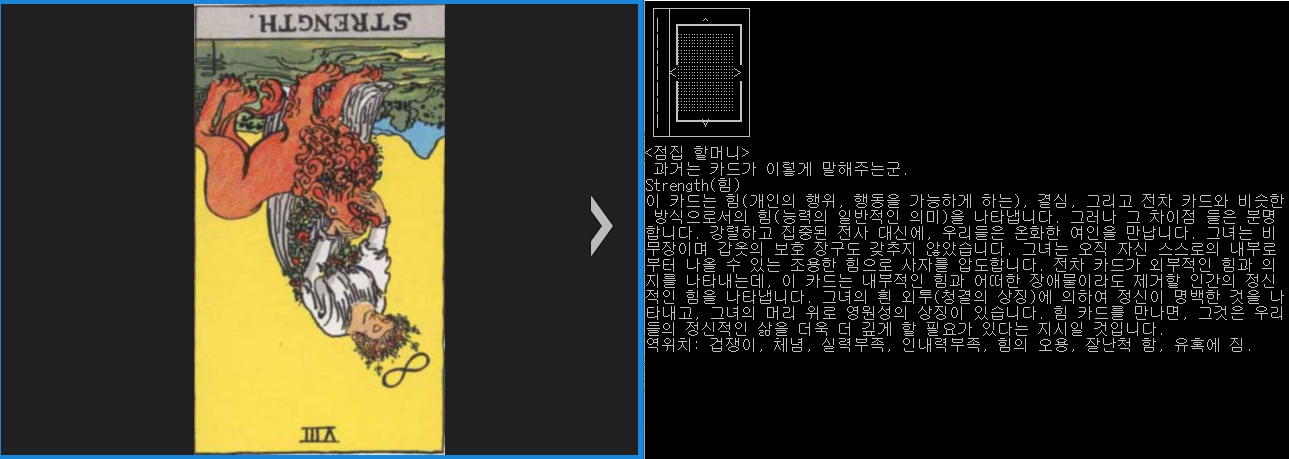 STRENGTH.
VIII
<점집 할머니>
과거는 카드가 이렇게 말해주는군.
Strength(힘)
이 카드는 힘(개인의 행위, 행동을 가능하게 하는), 결심, 그리고 전차 카드와 비슷한
방식으로서의 힘(능력의 일반적인 의미)을 나타냅니다. 그러나 그 차이점 들은 분명
합니다. 강렬하고 집중된 전사 대신에, 우리들은 온화한 여인을 만납니다. 그녀는 비
무장이며 갑옷의 보호 장구도 갖추지 않았습니다. 그녀는 오직 자신 스스로의 내부로
부터 나올 수 있는 조용한 힘으로 사자를 압도합니다. 전차 카드가 외부적인 힘과 의
지를 나타내는데, 이 카드는 내부적인 힘과 어떠한 장애물이라도 제거할 인간의 정신
적인 힘을 나타냅니다. 그녀의 흰 외투(청결의 상징)에 의하여 정신이 명백한 것을 나
타내고, 그녀의 머리 위로 영원성의 상징이 있습니다. 힘 카드를 만나면, 그것은 우리
들의 정신적인 삶을 더욱 더 깊게 할 필요가 있다는 지시일 것입니다.
역위치: 겁쟁이, 체념, 실력부족, 인내력부족, 힘의 오용, 잘난척 함, 유혹에 짐.